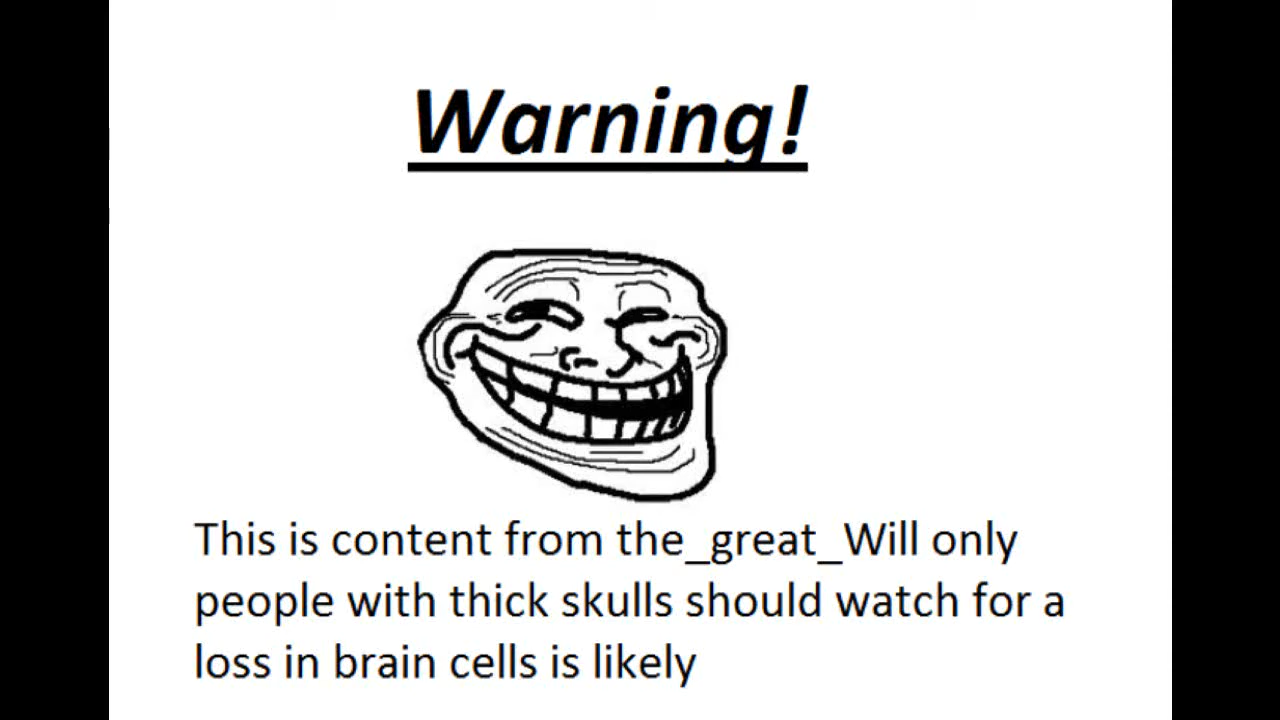 Warning!
This is content from the_great_Will only
people with thick skulls should watch for a
loss in brain cells is likely